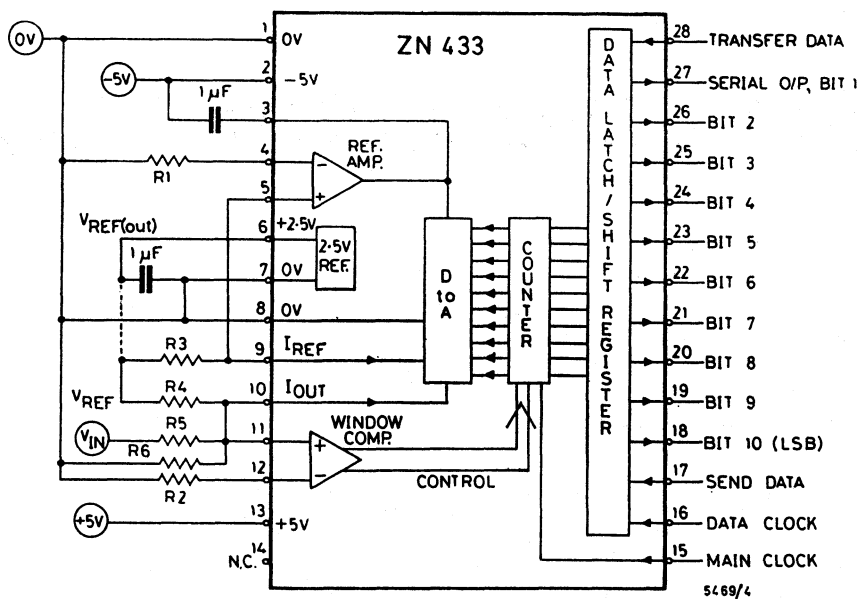 ZN 433
0V
1
0V
-5V
2
-5V
1µF
3
4
R1
REF.
AMP.
5
VREF(out)
6
+2·5V
2·5V
REF.
1µF
7
0V
8
0V
R3
9
IREF
VREF
R4
10
IOUT
VIN
R5
11
WINDOW
COMP.
R6
12
R2
CONTROL
+5V
13
+5V
N.C.
14
D
to
A
COUNTER
DATA LATCH/SHIFT REGISTER
28
TRANSFER DATA
27
SERIAL O/P, BIT 1
26
BIT 2
25
BIT 3
24
BIT 4
23
BIT 5
22
BIT 6
21
BIT 7
20
BIT 8
19
BIT 9
18
BIT 10 (LSB)
17
SEND DATA
16
DATA CLOCK
15
MAIN CLOCK
5469/4